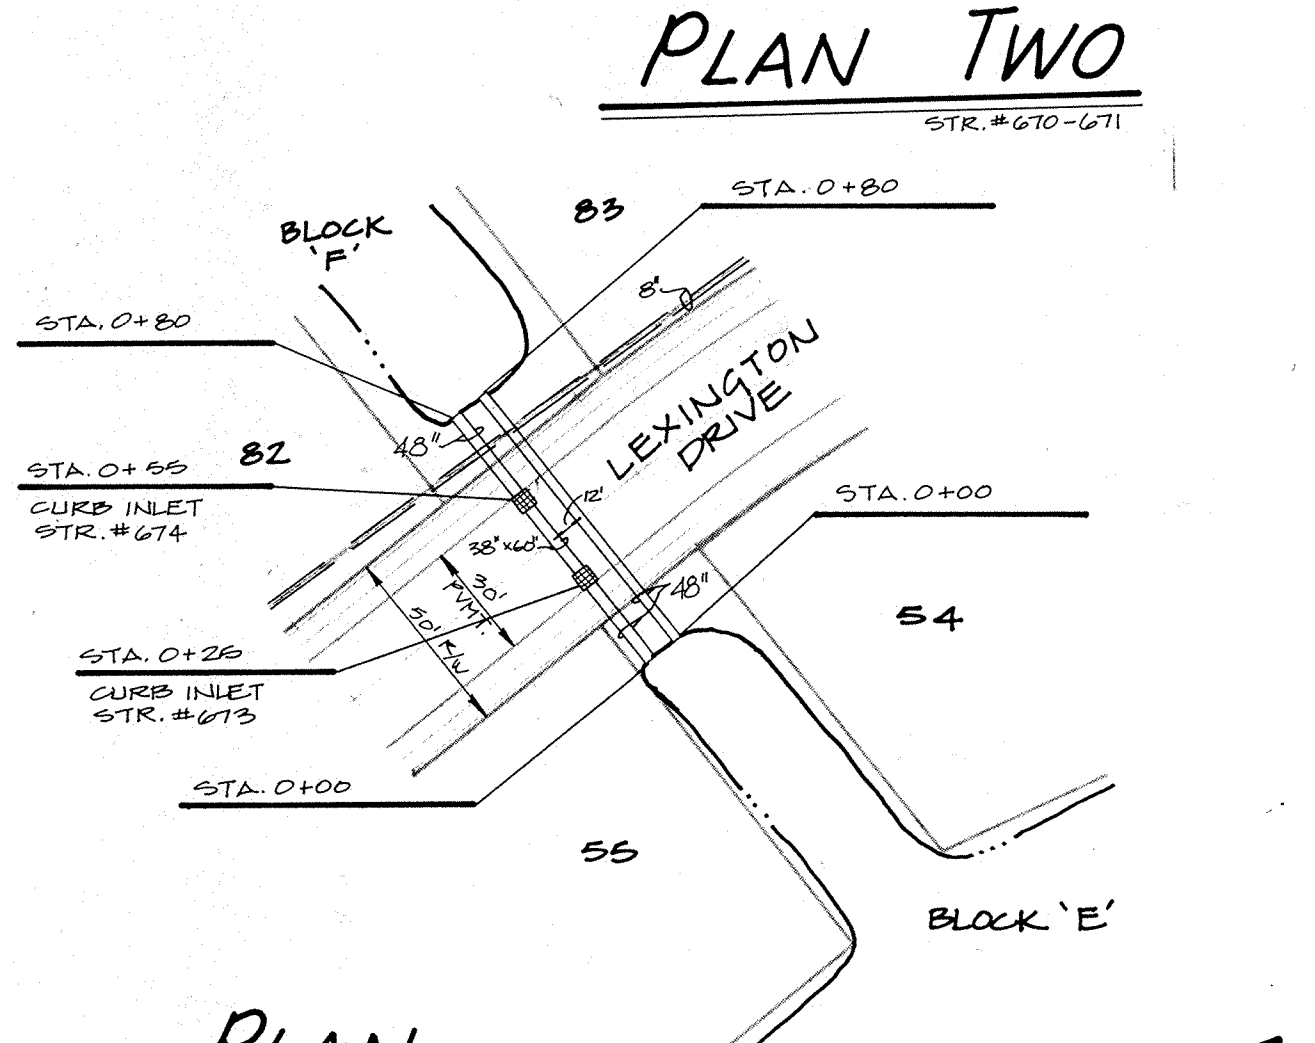 PLAN TWO
STR.#670-671
STA. 0+80
83
BLOCK
'F'
8"
STA. 0+80
LEXINGTON
DRIVE
48"
82
STA. 0+55
CURB INLET
STR.#674
STA. 0+00
12'
38"x60"
30'
PVMT.
48"
50' R/W
54
STA. 0+25
CURB INLET
STR.#673
STA. 0+00
55
BLOCK 'E'
PLAN